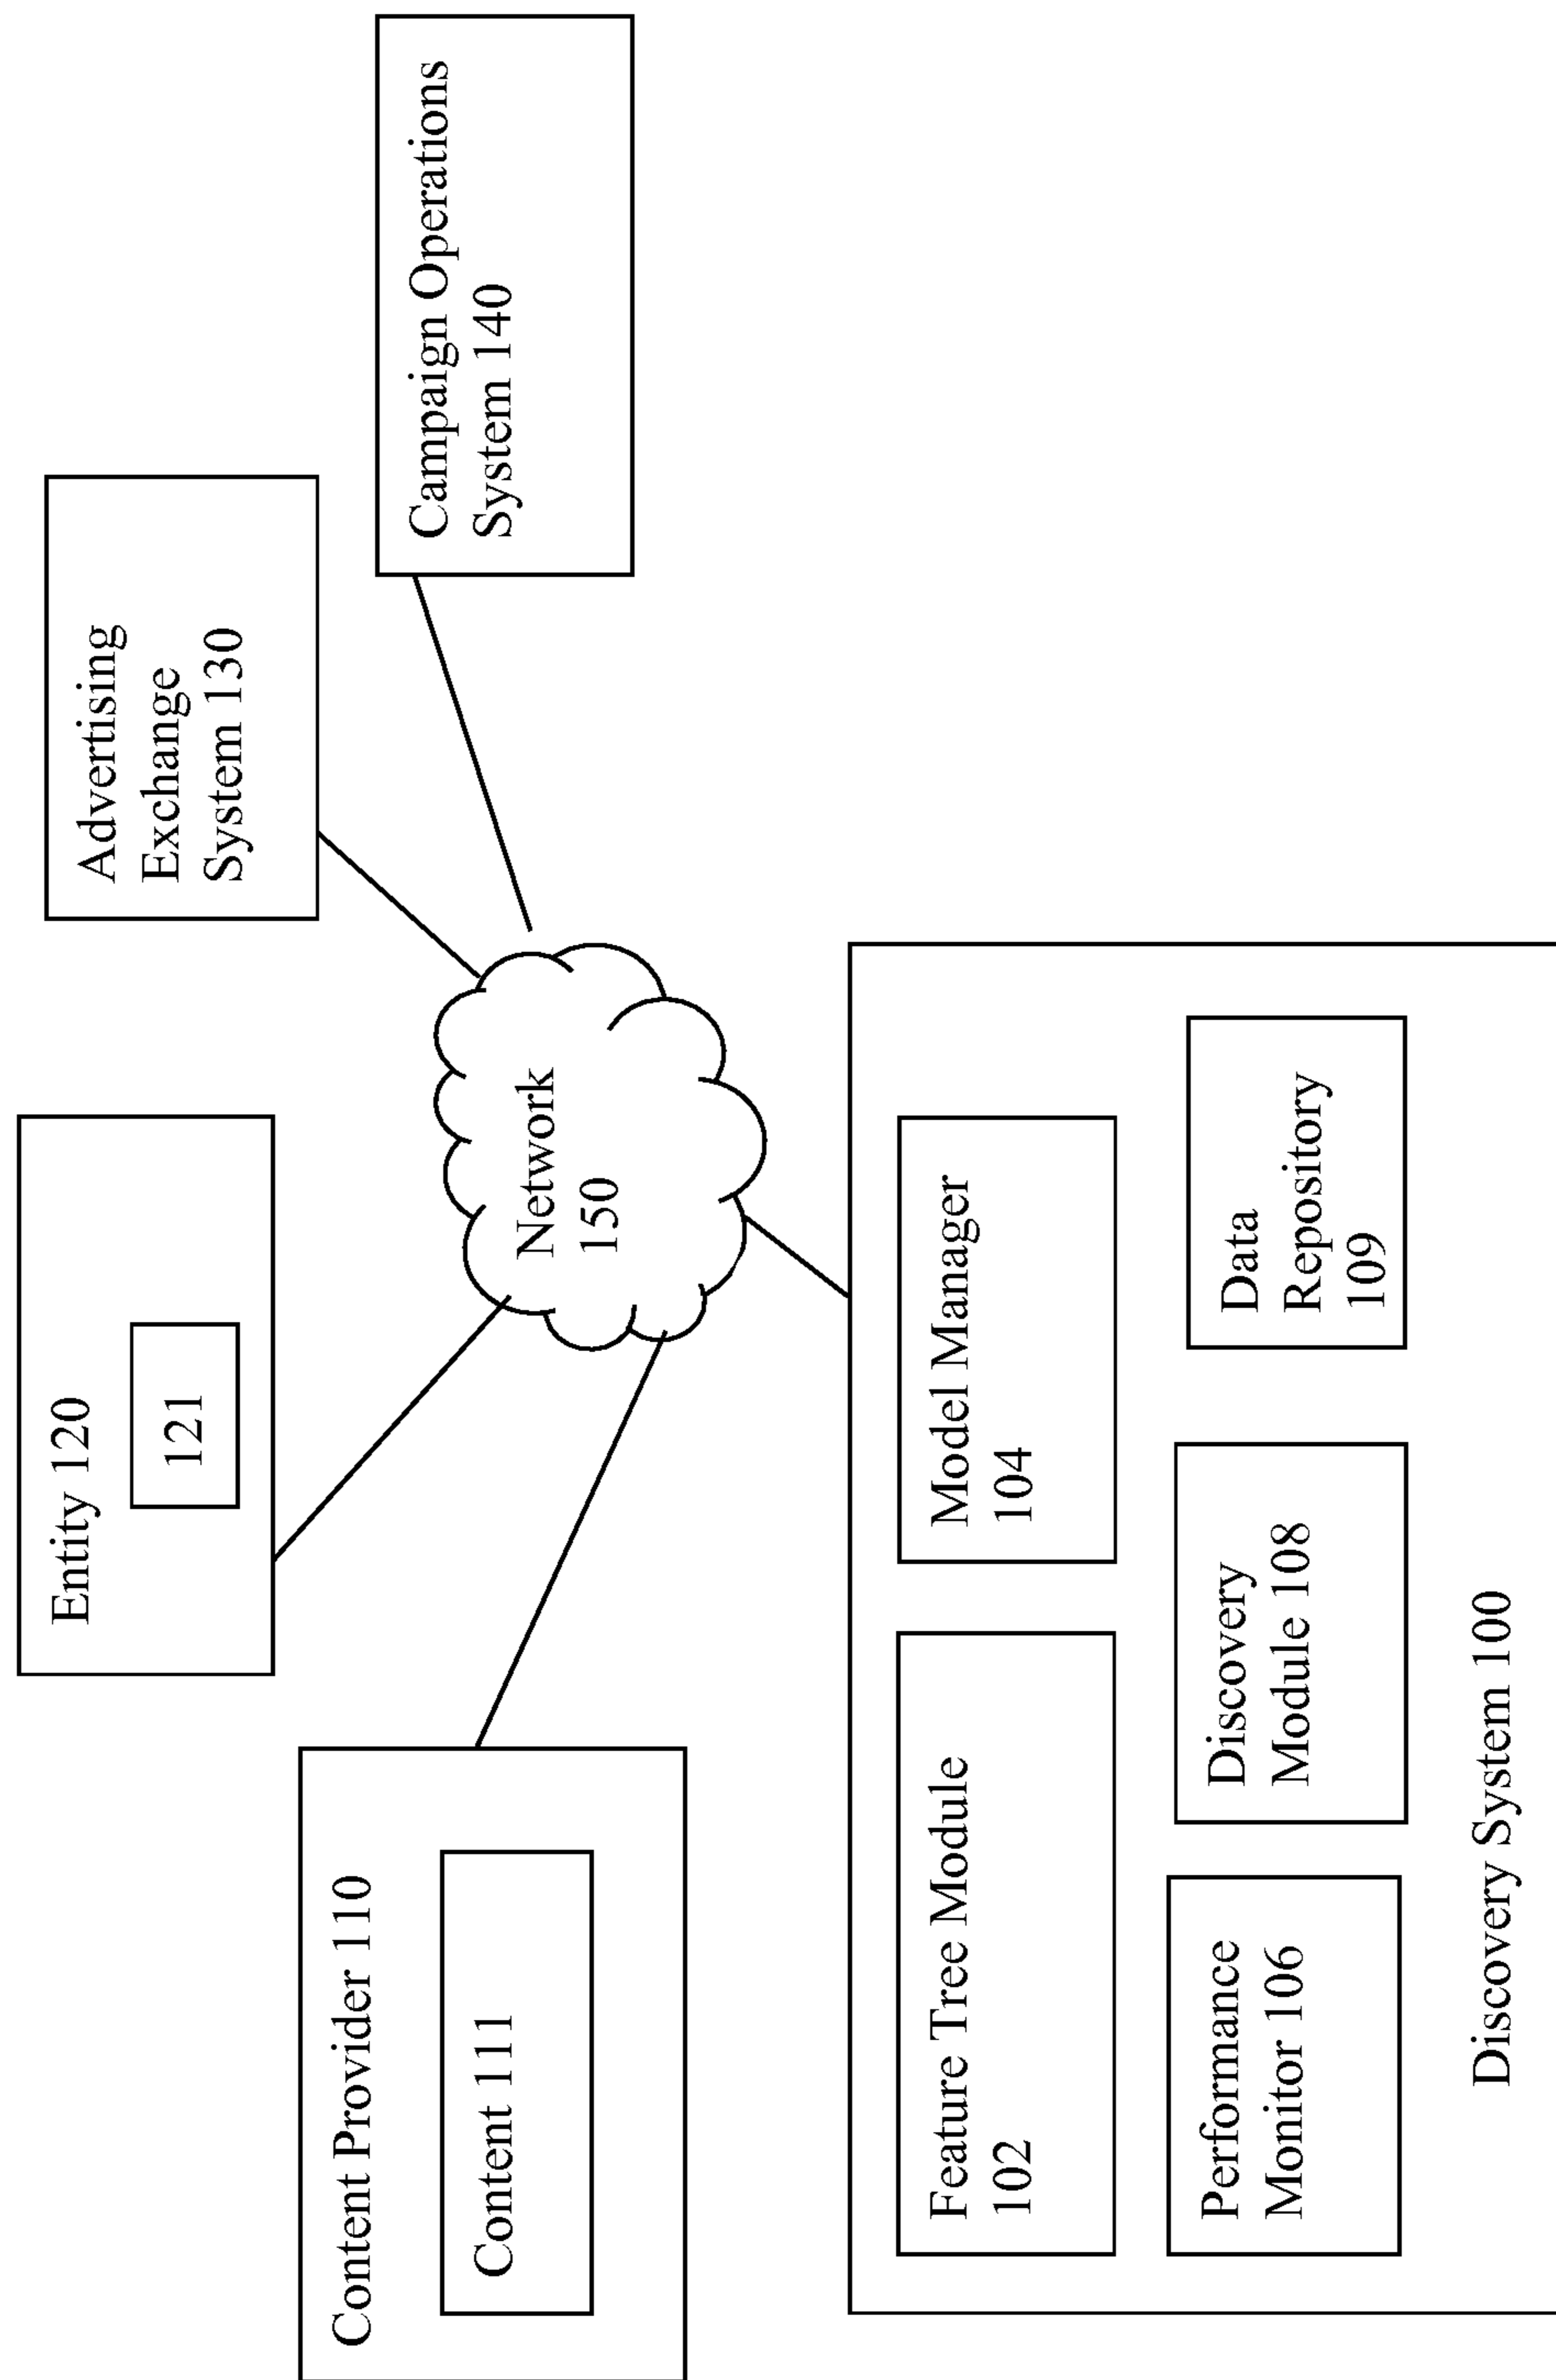 Entity 120
121
Advertising
Exchange
System 130
Content Provider 110
Content 111
Campaign Operations
System 140
Network
150
Feature Tree Module
102
Model Manager
104
Performance
Monitor 106
Discovery
Module 108
Data
Repository
109
Discovery System 100